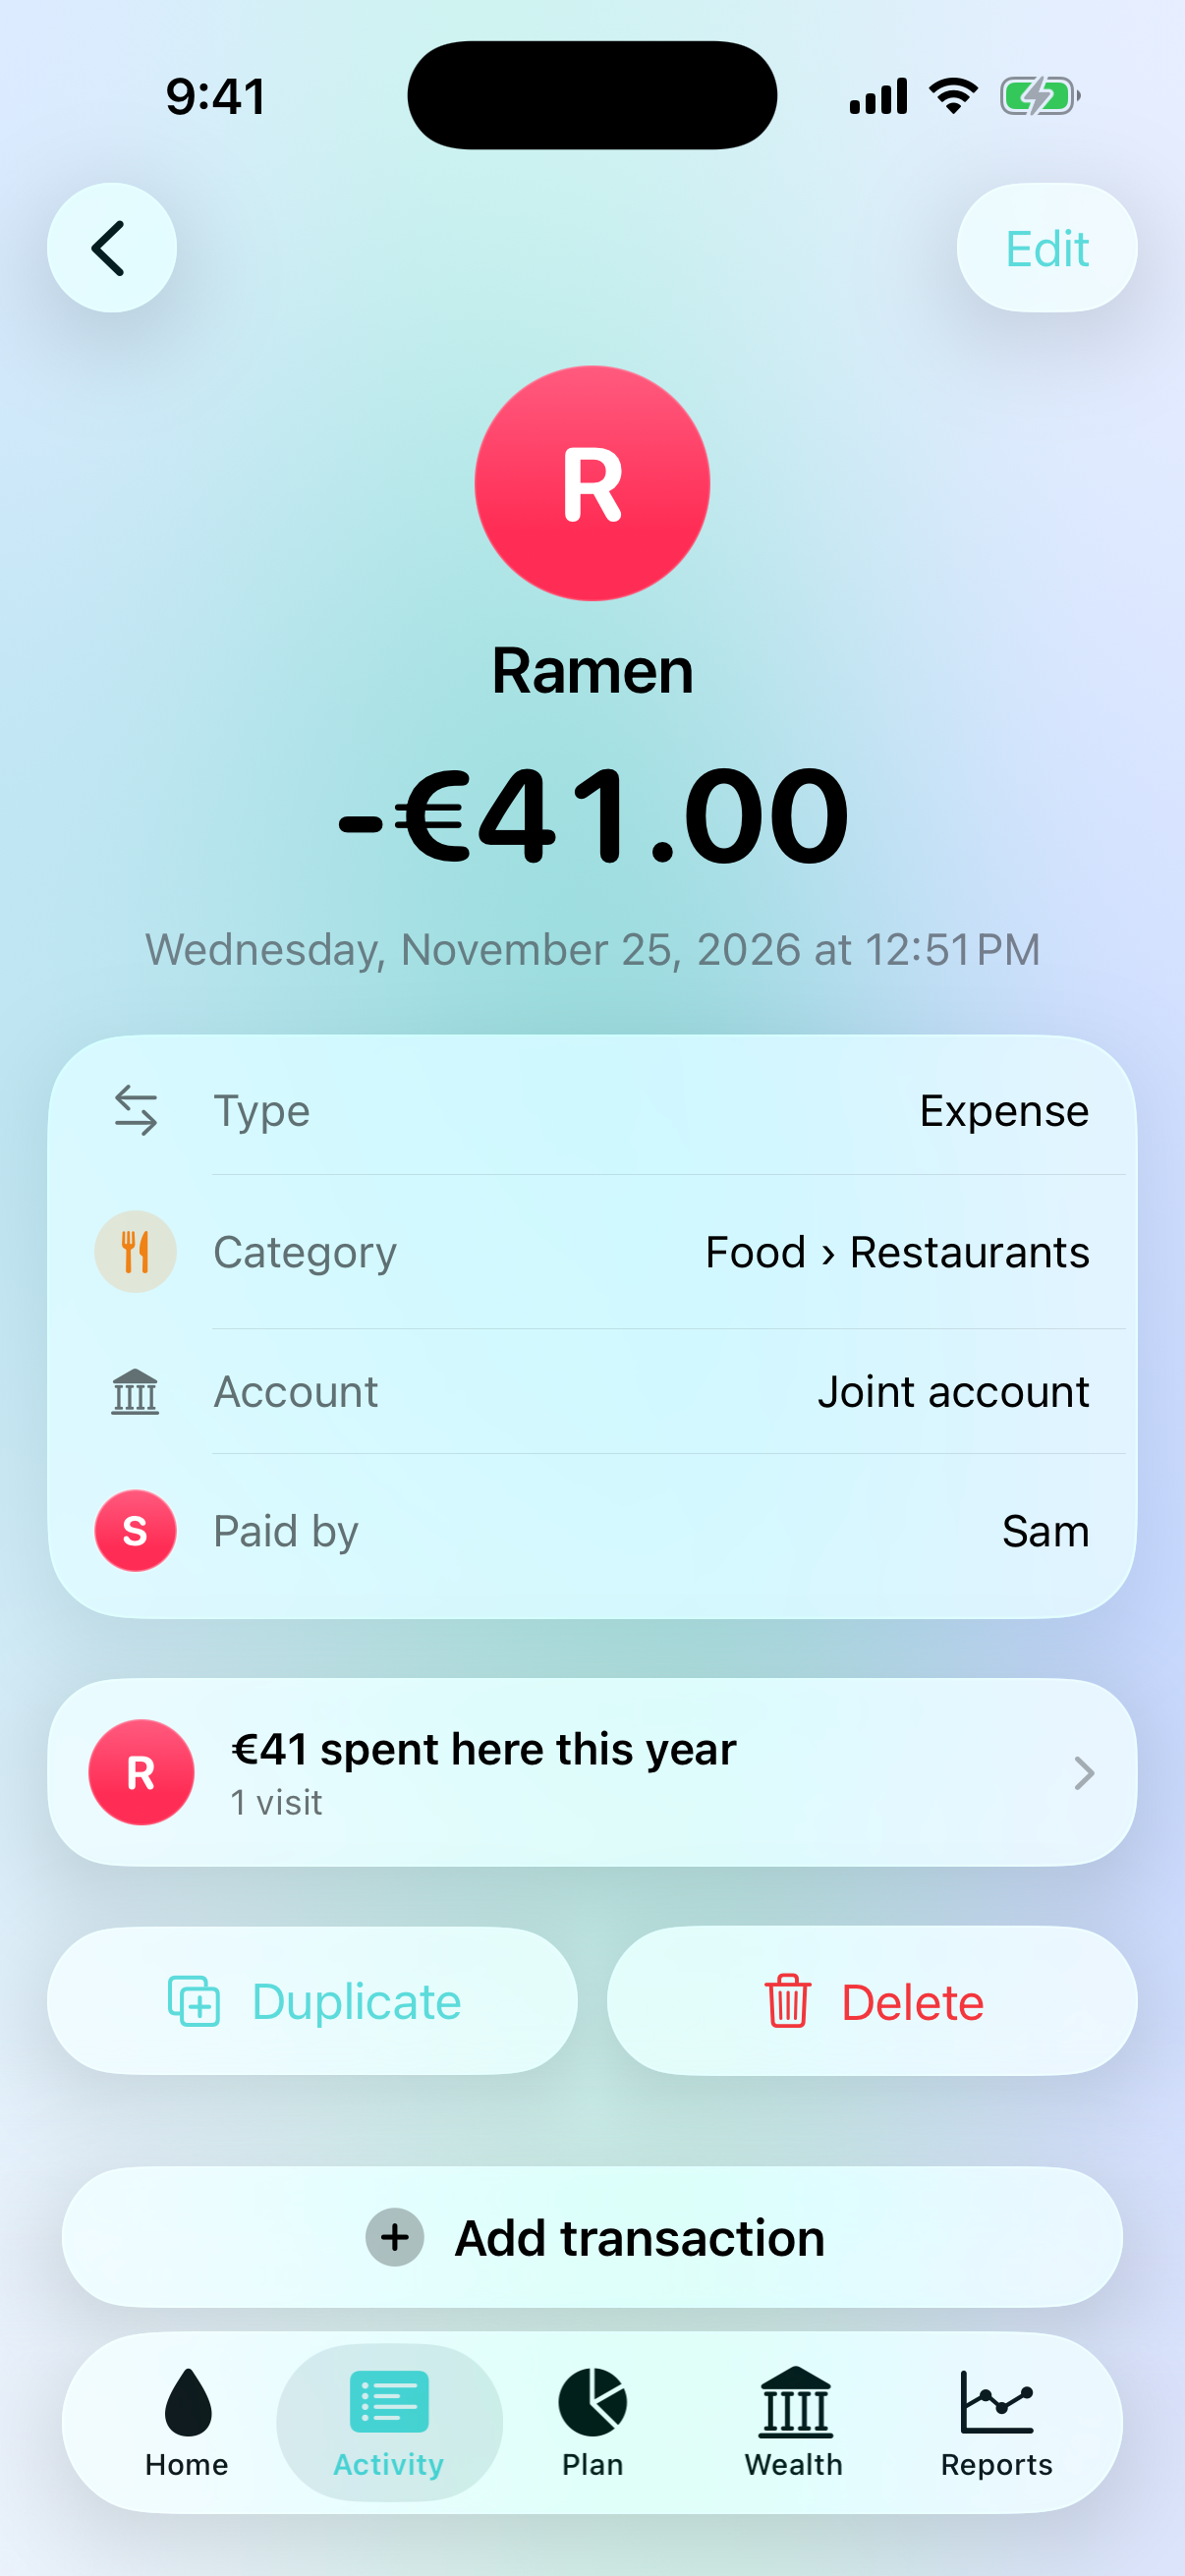 9:41
Edit
R
Ramen
-€41.00
Wednesday, November 25, 2026 at 12:51 PM
Type Expense
Category Food › Restaurants
Account Joint account
S Paid by Sam
R €41 spent here this year
1 visit
Duplicate Delete
Add transaction
Home Activity Plan Wealth Reports